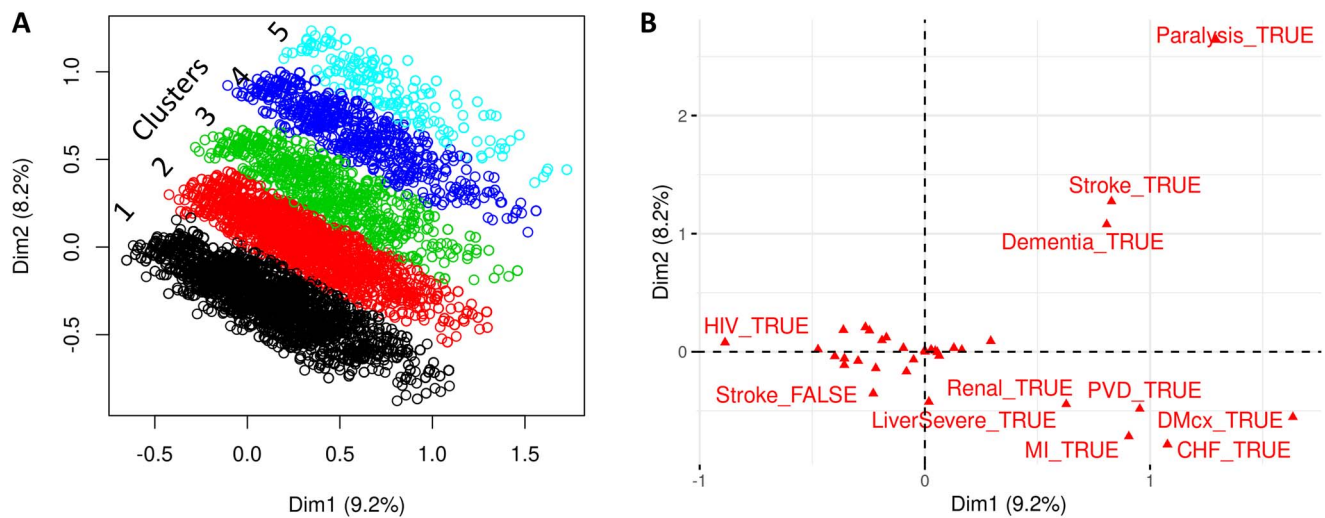 A
Clusters
1
2
3
4
5
1.0
0.5
0.0
-0.5
Dim2 (8.2%)
-0.5
0.0
0.5
1.0
1.5
Dim1 (9.2%)
B
Paralysis_TRUE
Stroke_TRUE
Dementia_TRUE
HIV_TRUE
Stroke_FALSE
Renal_TRUE
PVD_TRUE
LiverSevere_TRUE
DMcx_TRUE
MI_TRUE
CHF_TRUE
2
1
0
Dim2 (8.2%)
-1
0
1
Dim1 (9.2%)